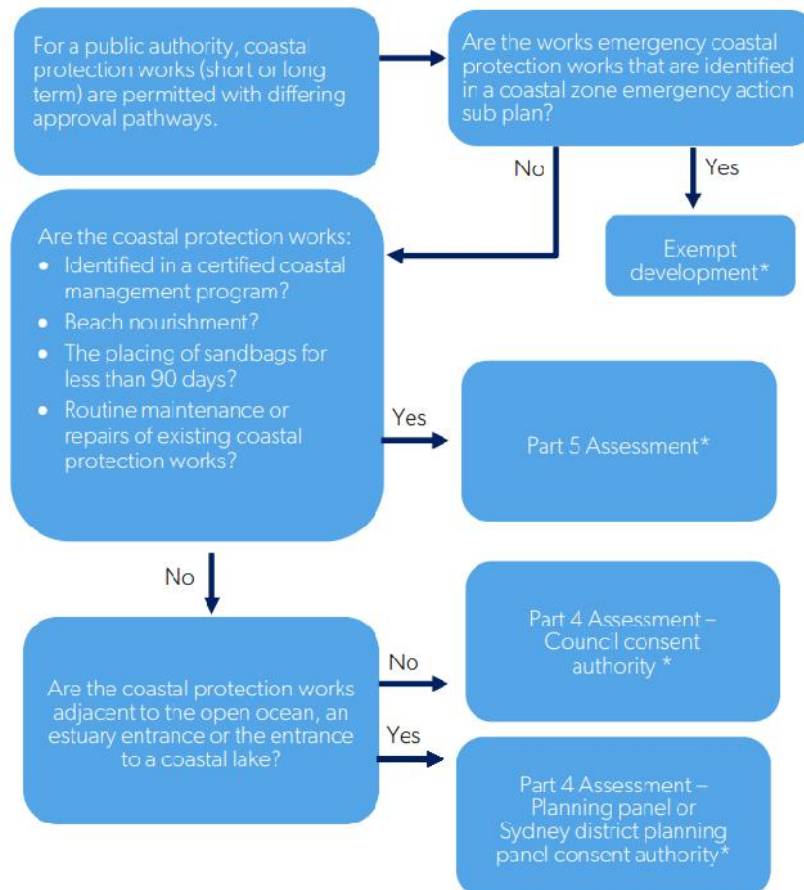 For a public authority, coastal
protection works (short or long
term) are permitted with differing
approval pathways.
Are the works emergency coastal
protection works that are identified
in a coastal zone emergency action
sub plan?
No
Yes
Exempt
development*
Are the coastal protection works:
• Identified in a certified coastal
management program?
• Beach nourishment?
• The placing of sandbags for
less than 90 days?
• Routine maintenance or
repairs of existing coastal
protection works?
Yes
Part 5 Assessment*
No
Are the coastal protection works
adjacent to the open ocean, an
estuary entrance or the entrance
to a coastal lake?
No
Part 4 Assessment –
Council consent
authority *
Yes
Part 4 Assessment –
Planning panel or
Sydney district planning
panel consent authority*